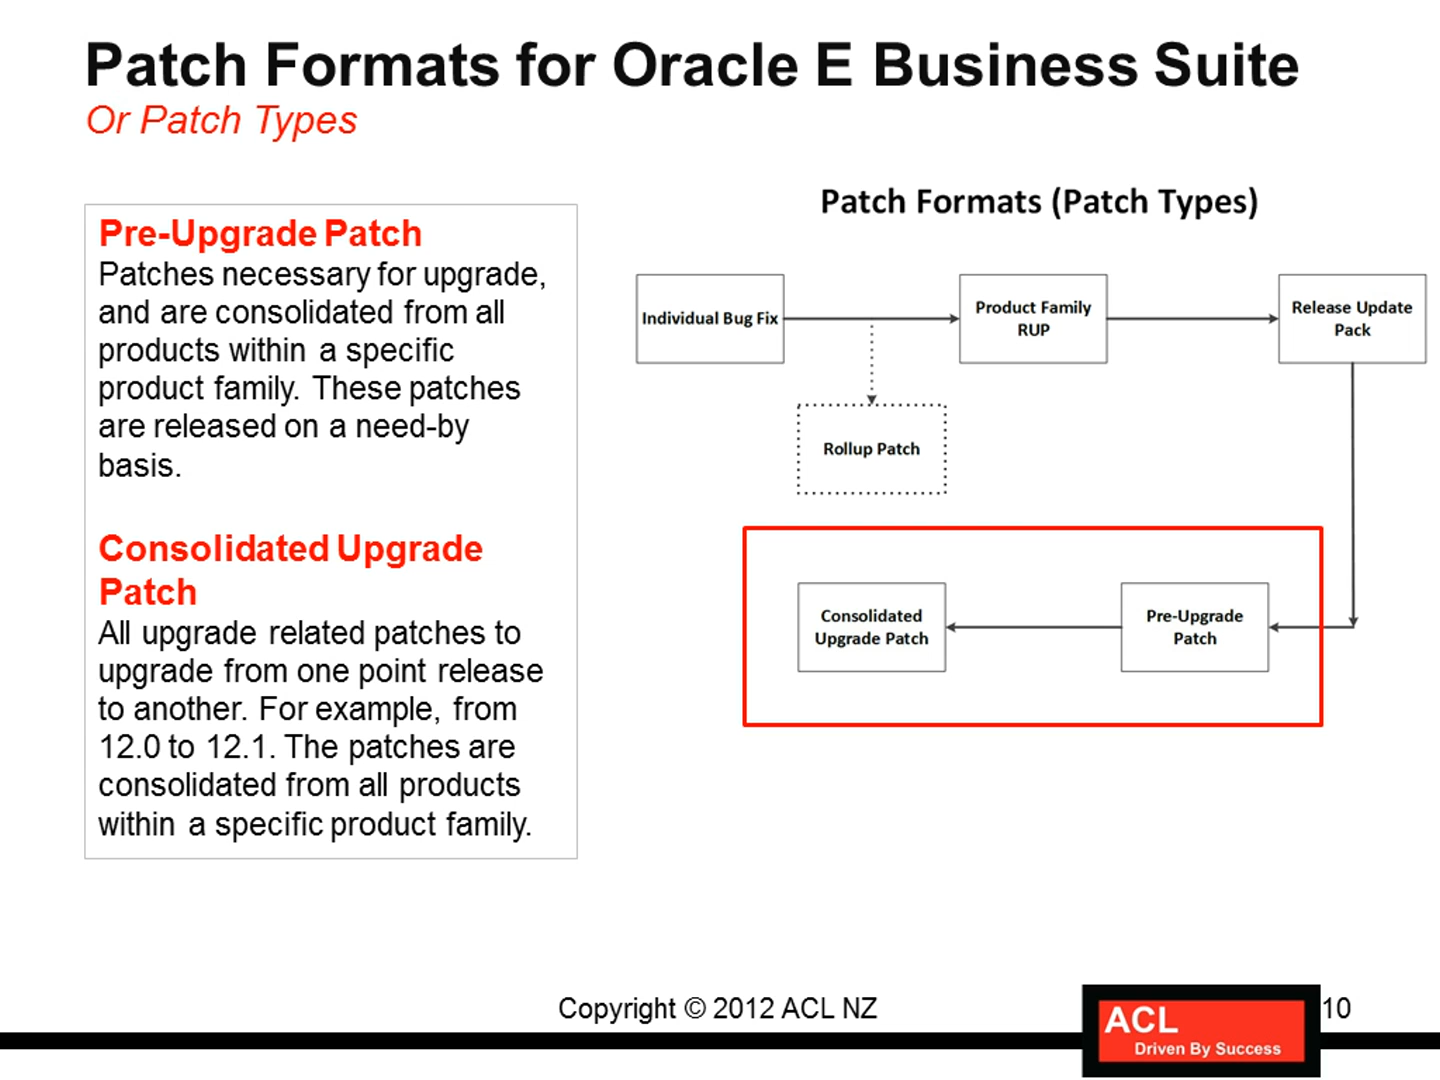 Patch Formats for Oracle E Business Suite
Or Patch Types
Pre-Upgrade Patch
Patches necessary for upgrade,
and are consolidated from all
products within a specific
product family. These patches
are released on a need-by
basis.
Consolidated Upgrade
Patch
All upgrade related patches to
upgrade from one point release
to another. For example, from
12.0 to 12.1. The patches are
consolidated from all products
within a specific product family.
Patch Formats (Patch Types)
Individual Bug Fix
Product Family
RUP
Release Update
Pack
Rollup Patch
Consolidated
Upgrade Patch
Pre-Upgrade
Patch
Copyright © 2012 ACL NZ
ACL
Driven By Success
10